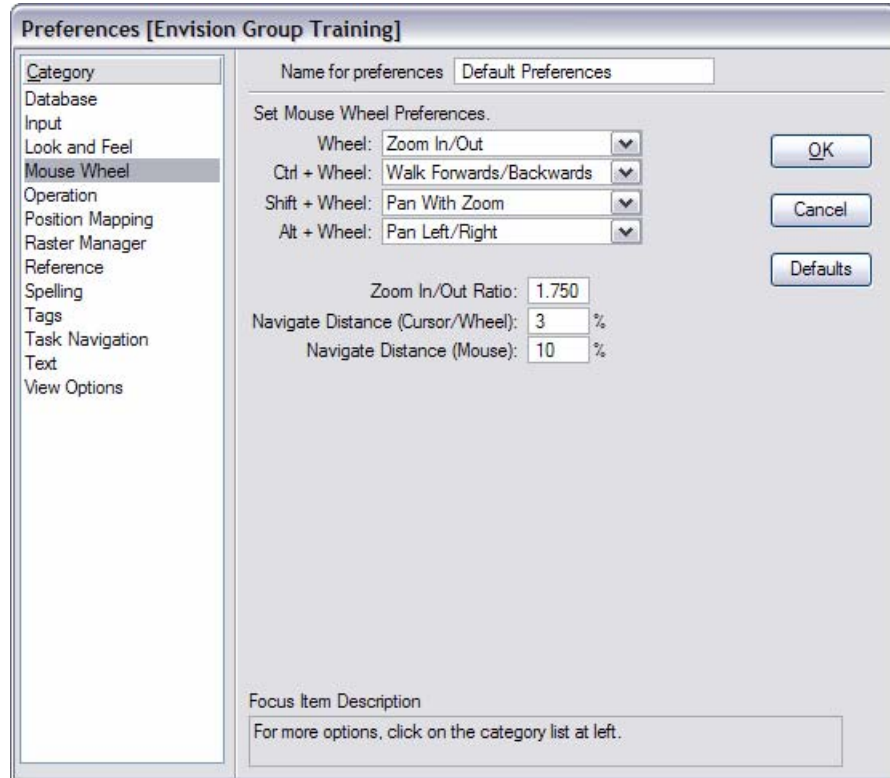 Preferences [Envision Group Training]
Category
Database
Input
Look and Feel
Mouse Wheel
Operation
Position Mapping
Raster Manager
Reference
Spelling
Tags
Task Navigation
Text
View Options
Name for preferences Default Preferences
Set Mouse Wheel Preferences.
Wheel: Zoom In/Out
Ctrl + Wheel: Walk Forwards/Backwards
Shift + Wheel: Pan With Zoom
Alt + Wheel: Pan Left/Right
OK
Cancel
Defaults
Zoom In/Out Ratio: 1.750
Navigate Distance (Cursor/Wheel): 3 %
Navigate Distance (Mouse): 10 %
Focus Item Description
For more options, click on the category list at left.